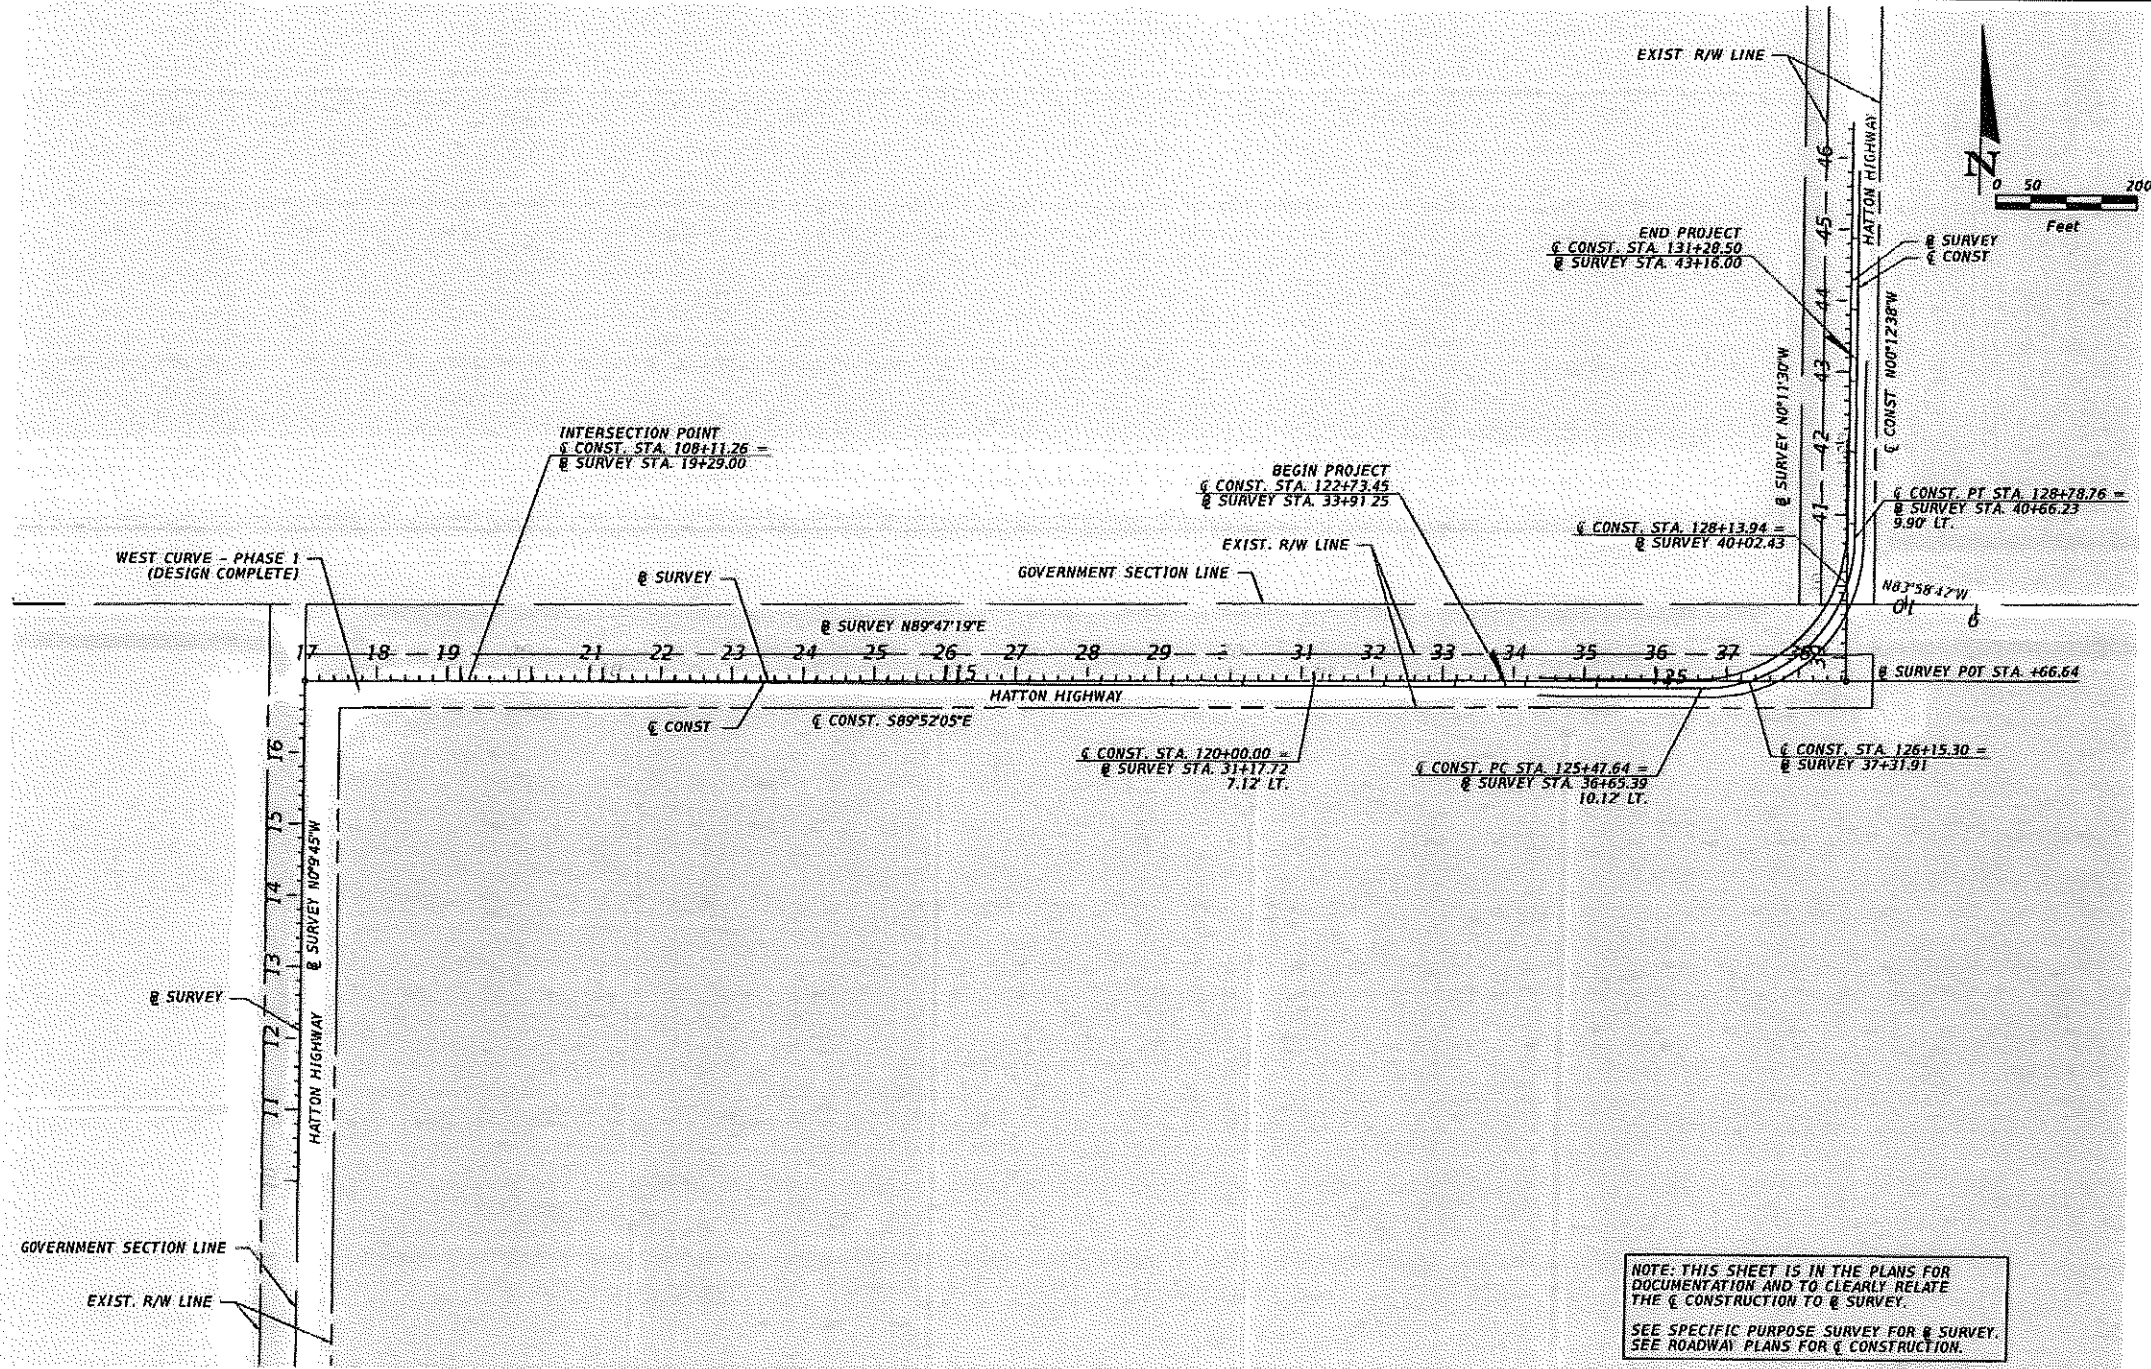 EXIST R/W LINE
HATTON HIGHWAY
N
0 50 200
Feet
46
45
44
43
42
41
END PROJECT
℄ CONST. STA. 131+28.50
⅊ SURVEY STA. 43+16.00
⅊ SURVEY
℄ CONST
⅊ SURVEY N0°11'30"W
℄ CONST N00°12'38"W
INTERSECTION POINT
℄ CONST. STA. 108+11.26 =
⅊ SURVEY STA. 19+29.00
BEGIN PROJECT
℄ CONST. STA. 122+73.45
⅊ SURVEY STA. 33+91.25
℄ CONST. PT STA. 128+78.76 =
⅊ SURVEY STA. 40+66.23
9.90' LT.
℄ CONST. STA. 128+13.94 =
⅊ SURVEY 40+02.43
WEST CURVE - PHASE 1
(DESIGN COMPLETE)
⅊ SURVEY
EXIST. R/W LINE
GOVERNMENT SECTION LINE
N83°58'42"W
⅊ SURVEY N89°47'19"E
17 18 19 21 22 23 24 25 26 27 28 29 31 32 33 34 35 36 37
15
125
⅊ SURVEY POT STA. +66.64
HATTON HIGHWAY
℄ CONST
℄ CONST. S89°52'05"E
℄ CONST. STA. 120+00.00 =
⅊ SURVEY STA. 31+17.72
7.12' LT.
℄ CONST. PC STA. 125+47.64 =
⅊ SURVEY STA. 36+65.39
10.12' LT.
℄ CONST. STA. 126+15.30 =
⅊ SURVEY 37+31.91
16
15
14
13
12
11
⅊ SURVEY N0°9'45"W
⅊ SURVEY
HATTON HIGHWAY
GOVERNMENT SECTION LINE
EXIST. R/W LINE
NOTE: THIS SHEET IS IN THE PLANS FOR
DOCUMENTATION AND TO CLEARLY RELATE
THE ℄ CONSTRUCTION TO ⅊ SURVEY.
SEE SPECIFIC PURPOSE SURVEY FOR ⅊ SURVEY.
SEE ROADWAY PLANS FOR ℄ CONSTRUCTION.